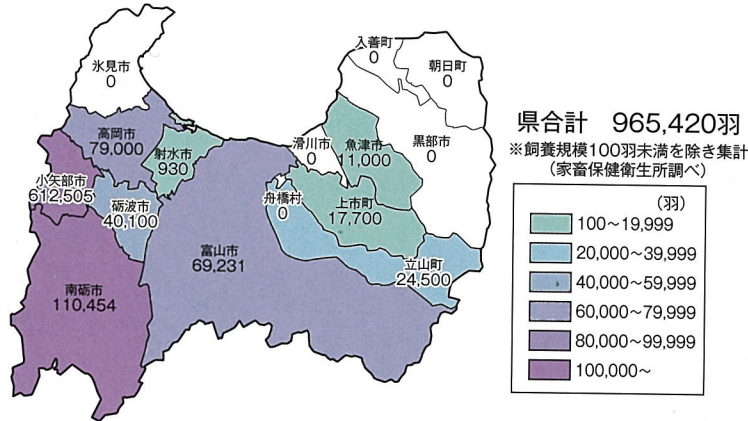 入善町
0
朝日町
0
氷見市
0
県合計 965,420羽
※飼養規模100羽未満を除き集計
(家畜保健衛生所調べ)
高岡市
79,000
射水市
930
滑川市
0
魚津市
11,000
黒部市
0
小矢部市
612,505
砺波市
40,100
舟橋村
0
上市町
17,700
富山市
69,231
立山町
24,500
南砺市
110,454
(羽)
100〜19,999
20,000〜39,999
40,000〜59,999
60,000〜79,999
80,000〜99,999
100,000〜